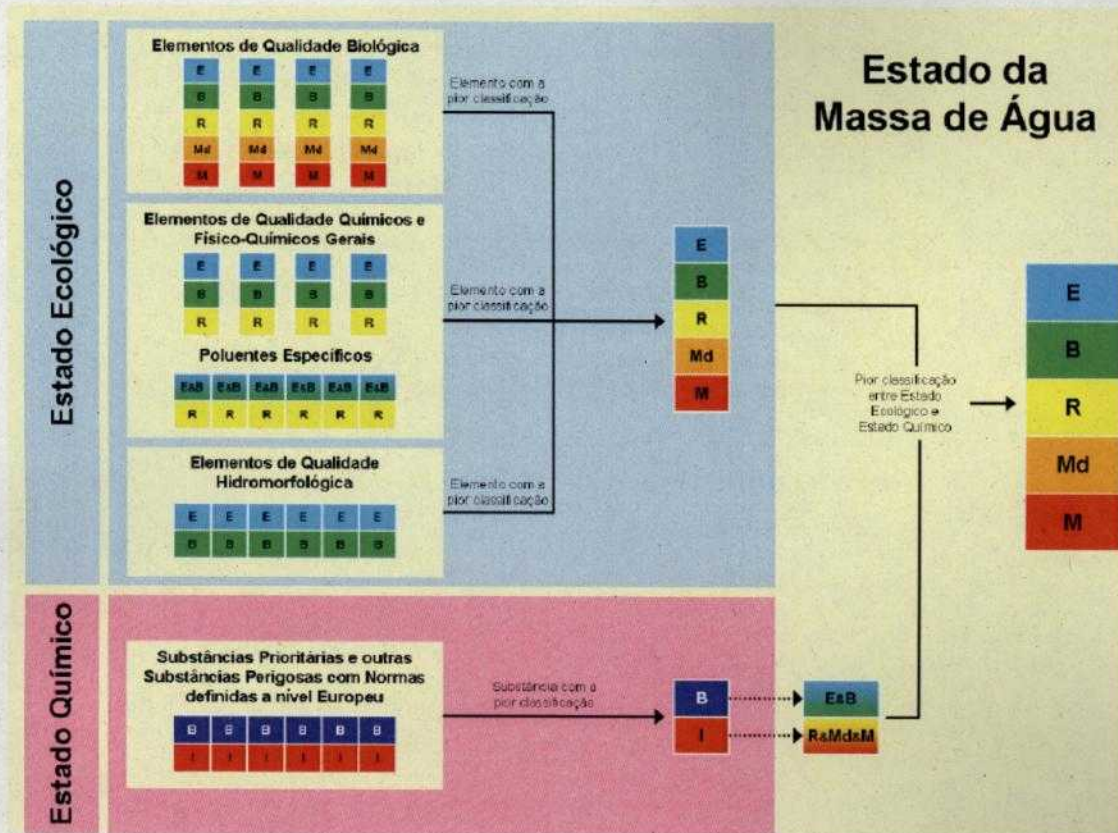 Estado da
Massa de Água
Estado Ecológico
Elementos de Qualidade Biológica
E E E E
B B B B
R R R R
Md Md Md Md
M M M M
Elemento com a
pior classificação
Elementos de Qualidade Químicos e
Físico-Químicos Gerais
E E E E
B B B B
R R R R
Elemento com a
pior classificação
Poluentes Específicos
E&B E&B E&B E&B E&B E&B
R R R R R R
Elementos de Qualidade
Hidromorfológica
E E E E E E
B B B B B B
Elemento com a
pior classificação
E
B
R
Md
M
Pior classificação
entre Estado
Ecológico e
Estado Químico
E
B
R
Md
M
Estado Químico
Substâncias Prioritárias e outras
Substâncias Perigosas com Normas
definidas a nível Europeu
B B B B B B
I I I I I I
Substância com a
pior classificação
B
I
E&B
R&Md&M